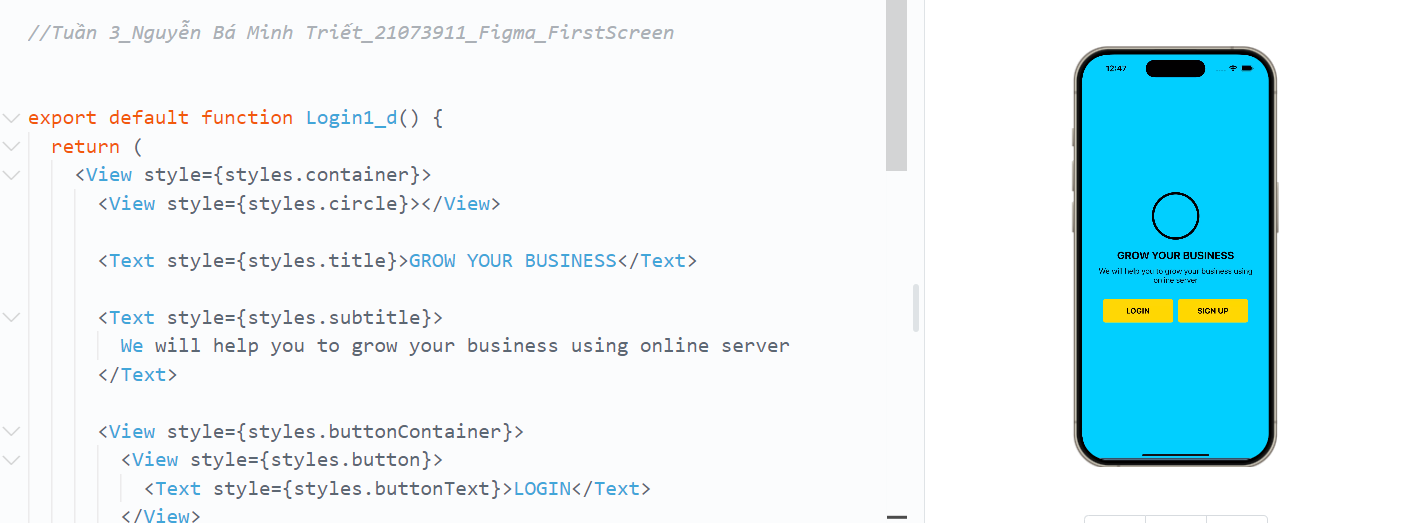 //Tuần 3_Nguyễn Bá Minh Triết_21073911_Figma_FirstScreen
export default function Login1_d() {
return (
<View style={styles.container}>
<View style={styles.circle}></View>
<Text style={styles.title}>GROW YOUR BUSINESS</Text>
<Text style={styles.subtitle}>
We will help you to grow your business using online server
</Text>
<View style={styles.buttonContainer}>
<View style={styles.button}>
<Text style={styles.buttonText}>LOGIN</Text>
</View>
12:47
GROW YOUR BUSINESS
We will help you to grow your business using
online server
LOGIN SIGN UP